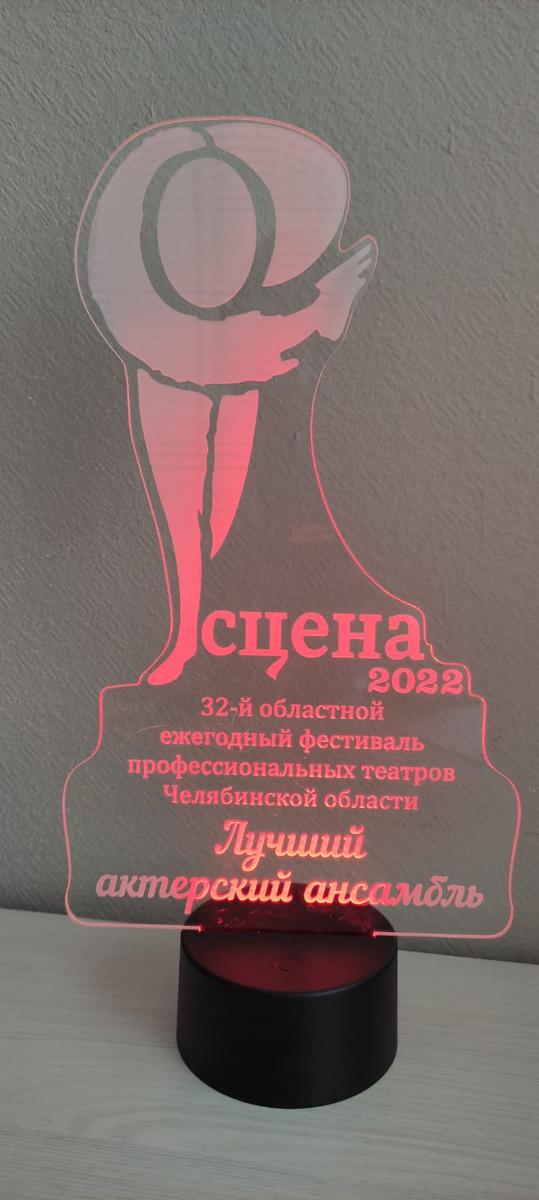 сцена
2022
32-й областной
ежегодный фестиваль
профессиональных театров
Челябинской области
Лучший
актерский ансамбль